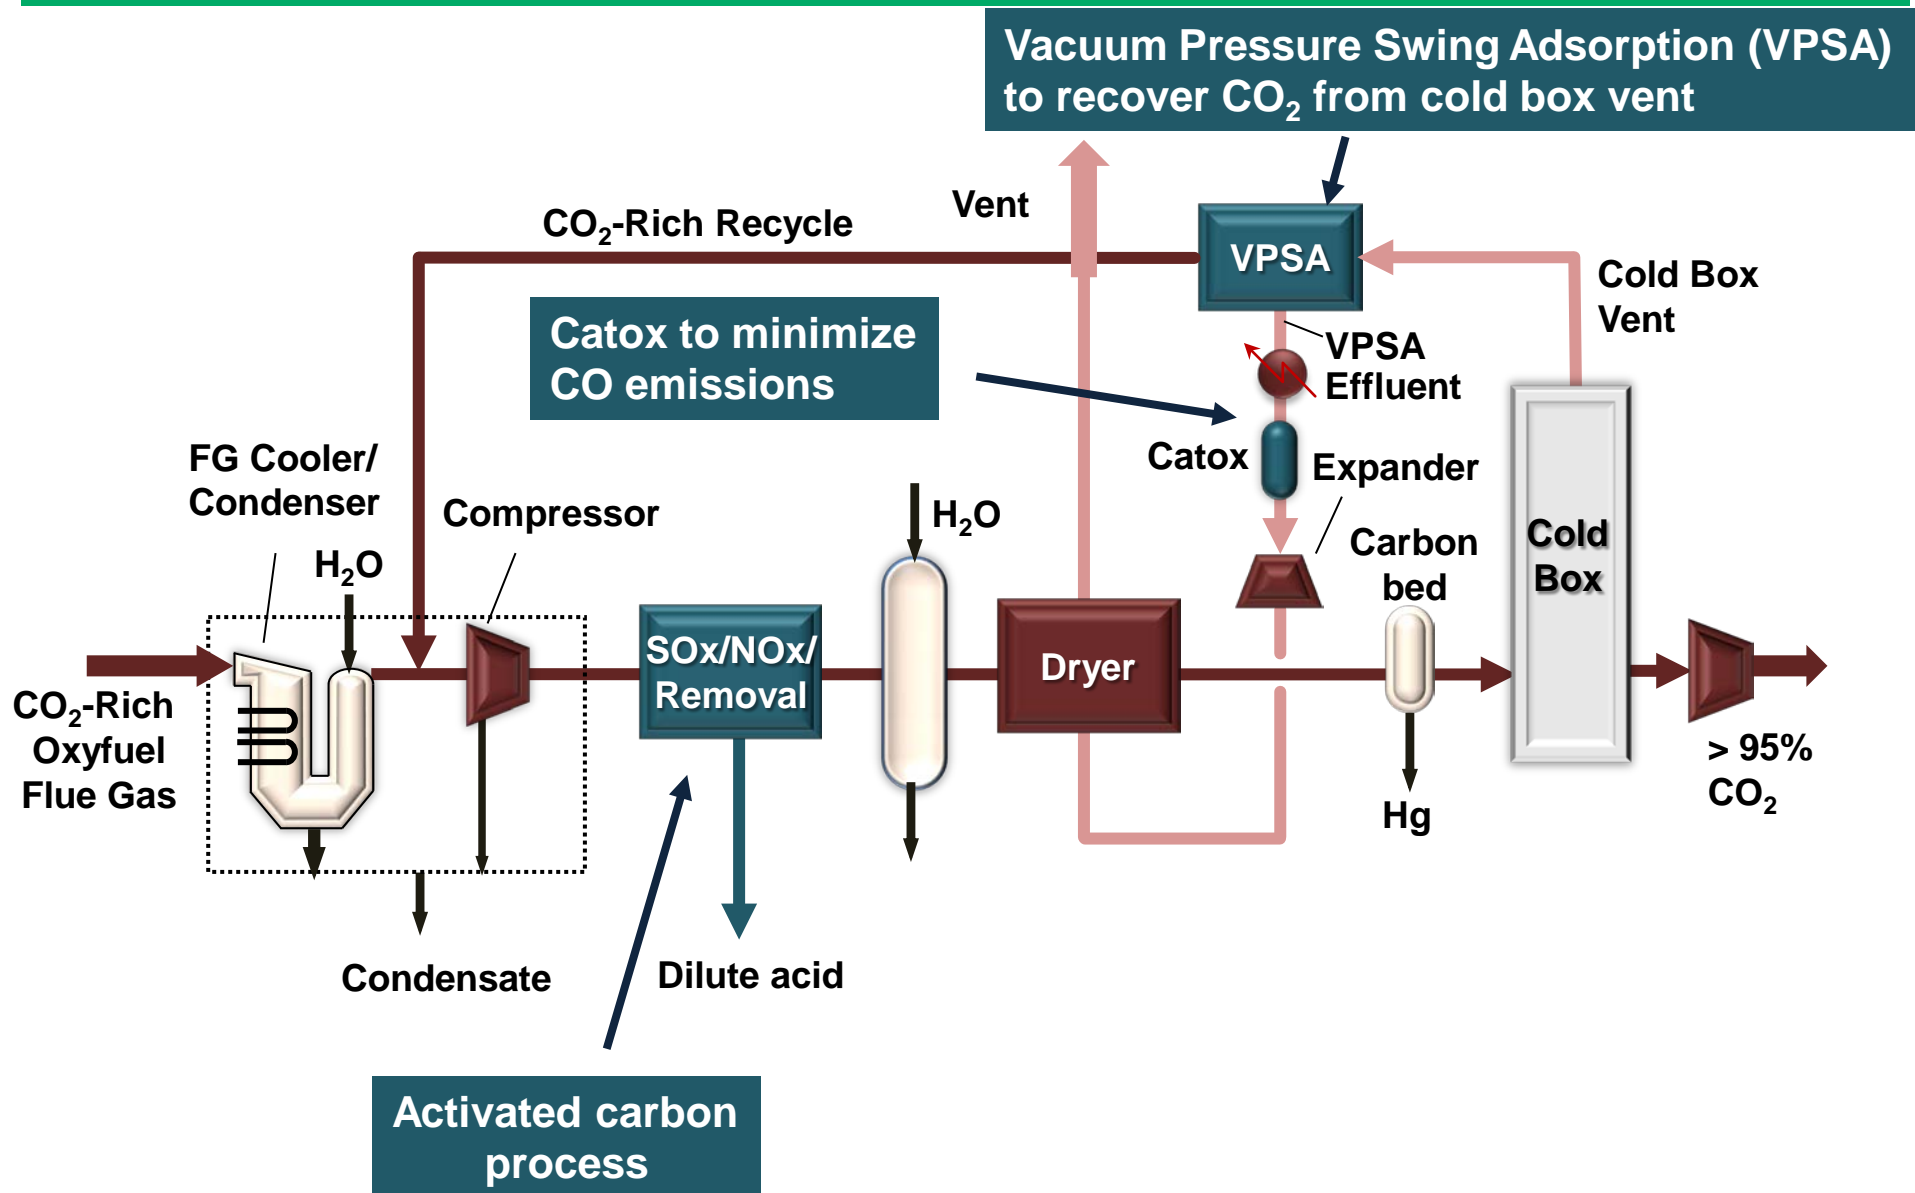 Vacuum Pressure Swing Adsorption (VPSA)
to recover CO₂ from cold box vent
Vent
CO₂-Rich Recycle
VPSA
Cold Box
Vent
Catox to minimize
CO emissions
VPSA
Effluent
FG Cooler/
Condenser
Catox
Expander
Compressor
H₂O
H₂O
Carbon
bed
Cold
Box
SOx/NOx/
Removal
Dryer
CO₂-Rich
Oxyfuel
Flue Gas
> 95%
CO₂
Hg
Condensate
Dilute acid
Activated carbon
process